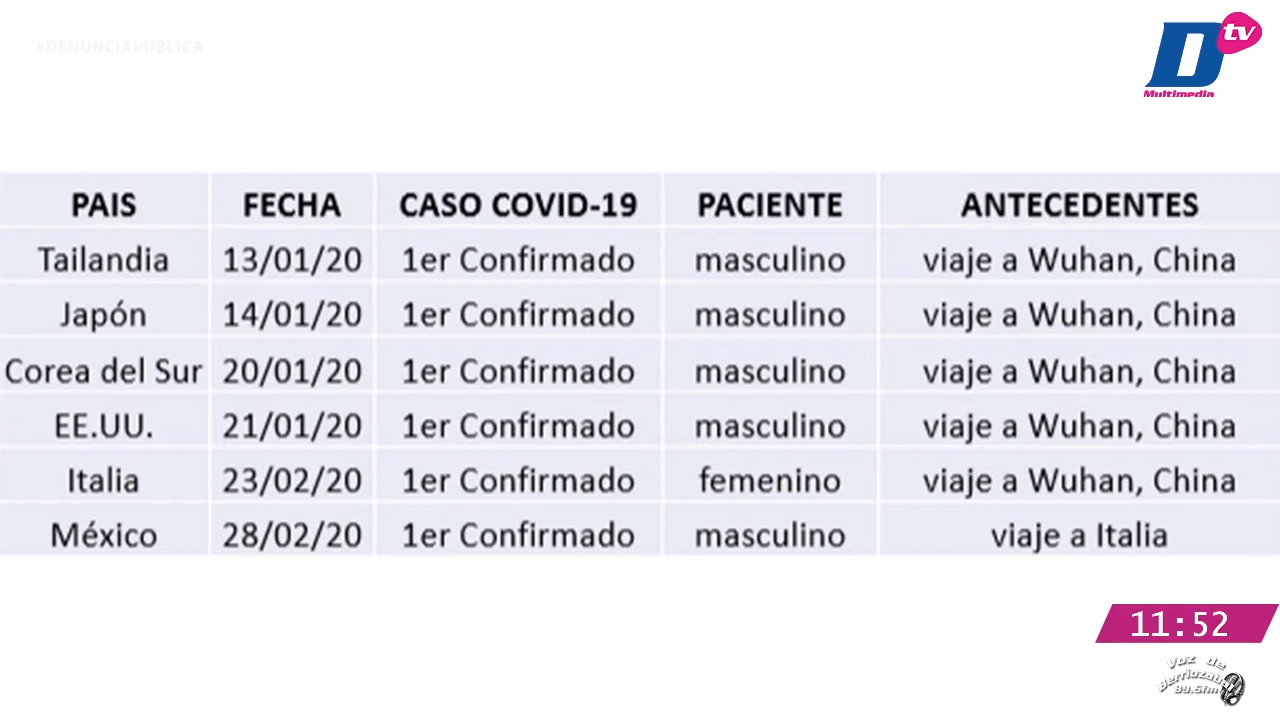 #DENUNCIAPÚBLICA
D tv
Multimedia
PAIS FECHA CASO COVID-19 PACIENTE ANTECEDENTES
Tailandia 13/01/20 1er Confirmado masculino viaje a Wuhan, China
Japón 14/01/20 1er Confirmado masculino viaje a Wuhan, China
Corea del Sur 20/01/20 1er Confirmado masculino viaje a Wuhan, China
EE.UU. 21/01/20 1er Confirmado masculino viaje a Wuhan, China
Italia 23/02/20 1er Confirmado femenino viaje a Wuhan, China
México 28/02/20 1er Confirmado masculino viaje a Italia
11:52
Voz de
Berriozabal